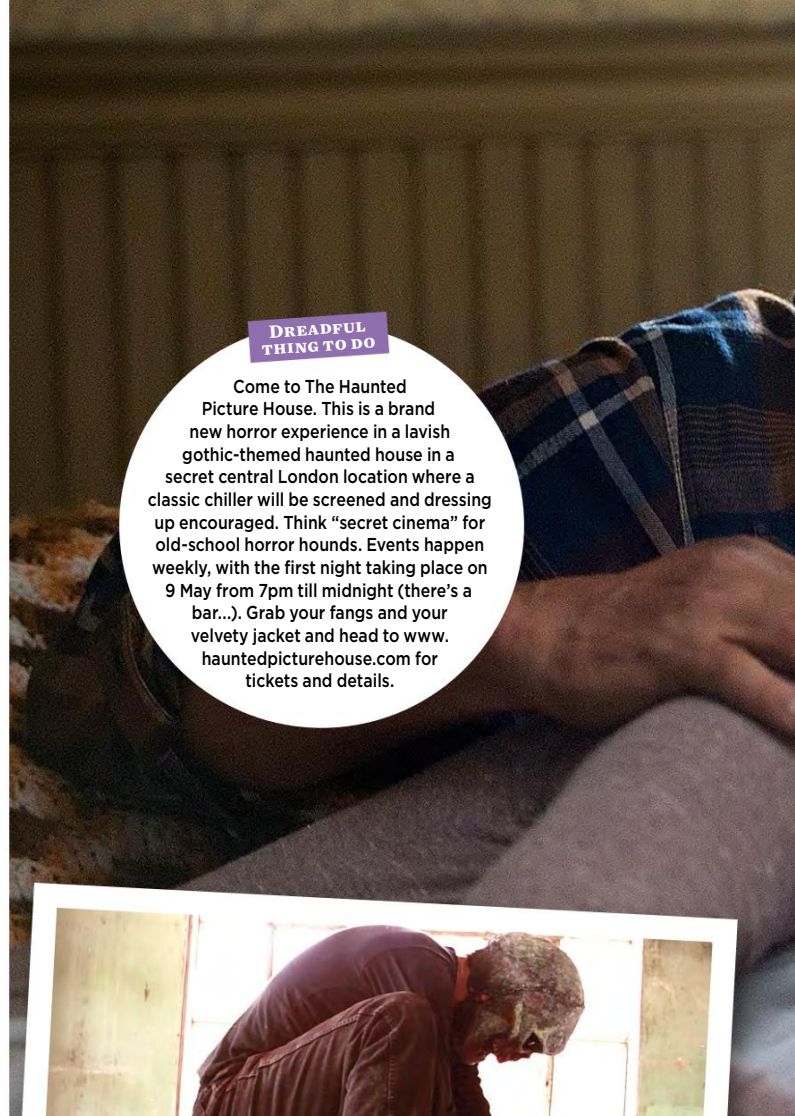 DREADFUL
THING TO DO
Come to The Haunted
Picture House. This is a brand
new horror experience in a lavish
gothic-themed haunted house in a
secret central London location where a
classic chiller will be screened and dressing
up encouraged. Think “secret cinema” for
old-school horror hounds. Events happen
weekly, with the first night taking place on
9 May from 7pm till midnight (there’s a
bar...). Grab your fangs and your
velvety jacket and head to www.
hauntedpicturehouse.com for
tickets and details.